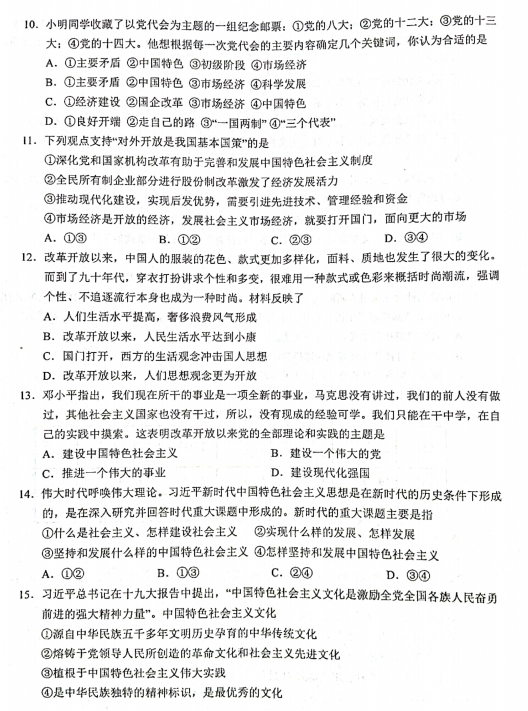 10. 小明同学收藏了以党代会为主题的一组纪念邮票：①党的八大；②党的十二大；③党的十三
大；④党的十四大。他想根据每一次党代会的主要内容确定几个关键词，你认为合适的是
A．①主要矛盾 ②中国特色 ③初级阶段 ④市场经济
B．①主要矛盾 ②中国特色 ③市场经济 ④科学发展
C．①经济建设 ②国企改革 ③市场经济 ④中国特色
D．①良好开端 ②走自己的路 ③“一国两制” ④“三个代表”
11．下列观点支持“对外开放是我国基本国策”的是
①深化党和国家机构改革有助于完善和发展中国特色社会主义制度
②全民所有制企业部分进行股份制改革激发了经济发展活力
③推动现代化建设，实现后发优势，需要引进先进技术、管理经验和资金
④市场经济是开放的经济，发展社会主义市场经济，就要打开国门，面向更大的市场
A．①③ B．①② C．②③ D．③④
12．改革开放以来，中国人的服装的花色、款式更加多样化，面料、质地也发生了很大的变化。
而到了九十年代，穿衣打扮讲求个性和多变，很难用一种款式或色彩来概括时尚潮流，强调
个性、不追逐流行本身也成为一种时尚。材料反映了
A．人们生活水平提高，奢侈浪费风气形成
B．改革开放以来，人民生活水平达到小康
C．国门打开，西方的生活观念冲击国人思想
D．改革开放以来，人们思想观念更为开放
13．邓小平指出，我们现在所干的事业是一项全新的事业，马克思没有讲过，我们的前人没有做
过，其他社会主义国家也没有干过，所以，没有现成的经验可学。我们只能在干中学，在自
己的实践中摸索。这表明改革开放以来党的全部理论和实践的主题是
A．建设中国特色社会主义 B．建设一个伟大的党
C．推进一个伟大的事业 D．建设现代化强国
14．伟大时代呼唤伟大理论。习近平新时代中国特色社会主义思想是在新时代的历史条件下形成
的，是在深入研究并回答时代重大课题中形成的。新时代的重大课题主要是指
①什么是社会主义、怎样建设社会主义 ②实现什么样的发展、怎样发展
③坚持和发展什么样的中国特色社会主义 ④怎样坚持和发展中国特色社会主义
A．①② B．①③ C．②④ D．③④
15．习近平总书记在十九大报告中提出，“中国特色社会主义文化是激励全党全国各族人民奋勇
前进的强大精神力量”。中国特色社会主义文化
①源自中华民族五千多年文明历史孕育的中华传统文化
②熔铸于党领导人民所创造的革命文化和社会主义先进文化
③植根于中国特色社会主义伟大实践
④是中华民族独特的精神标识，是最优秀的文化